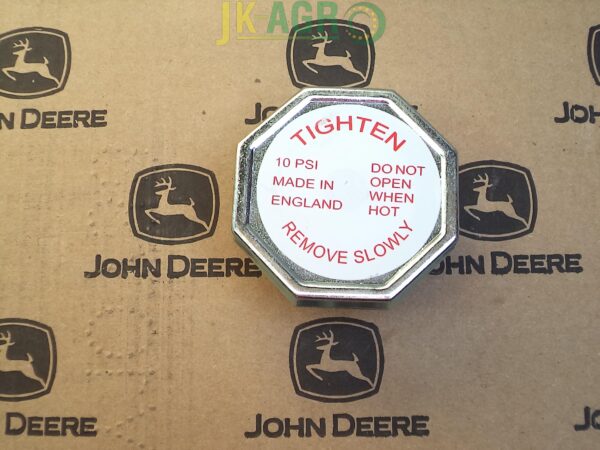 JK AGRO
JOHN DEERE
JOHN DEERE
JOHN DEERE
TIGHTEN
10 PSI
MADE IN
ENGLAND
DO NOT
OPEN
WHEN
HOT
REMOVE SLOWLY
JOHN DEERE
JOHN DEERE
JOHN DEERE
JOHN DEERE
JOHN